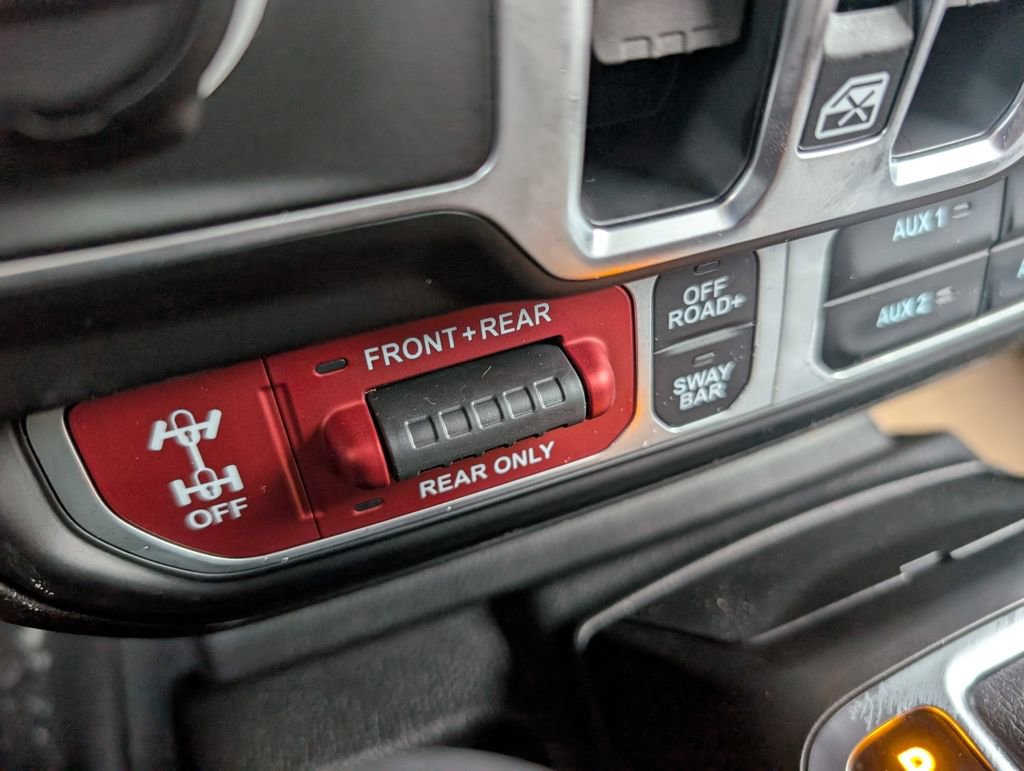 AUX 1
OFF
ROAD+
AUX 2
FRONT+REAR
SWAY
BAR
REAR ONLY
OFF